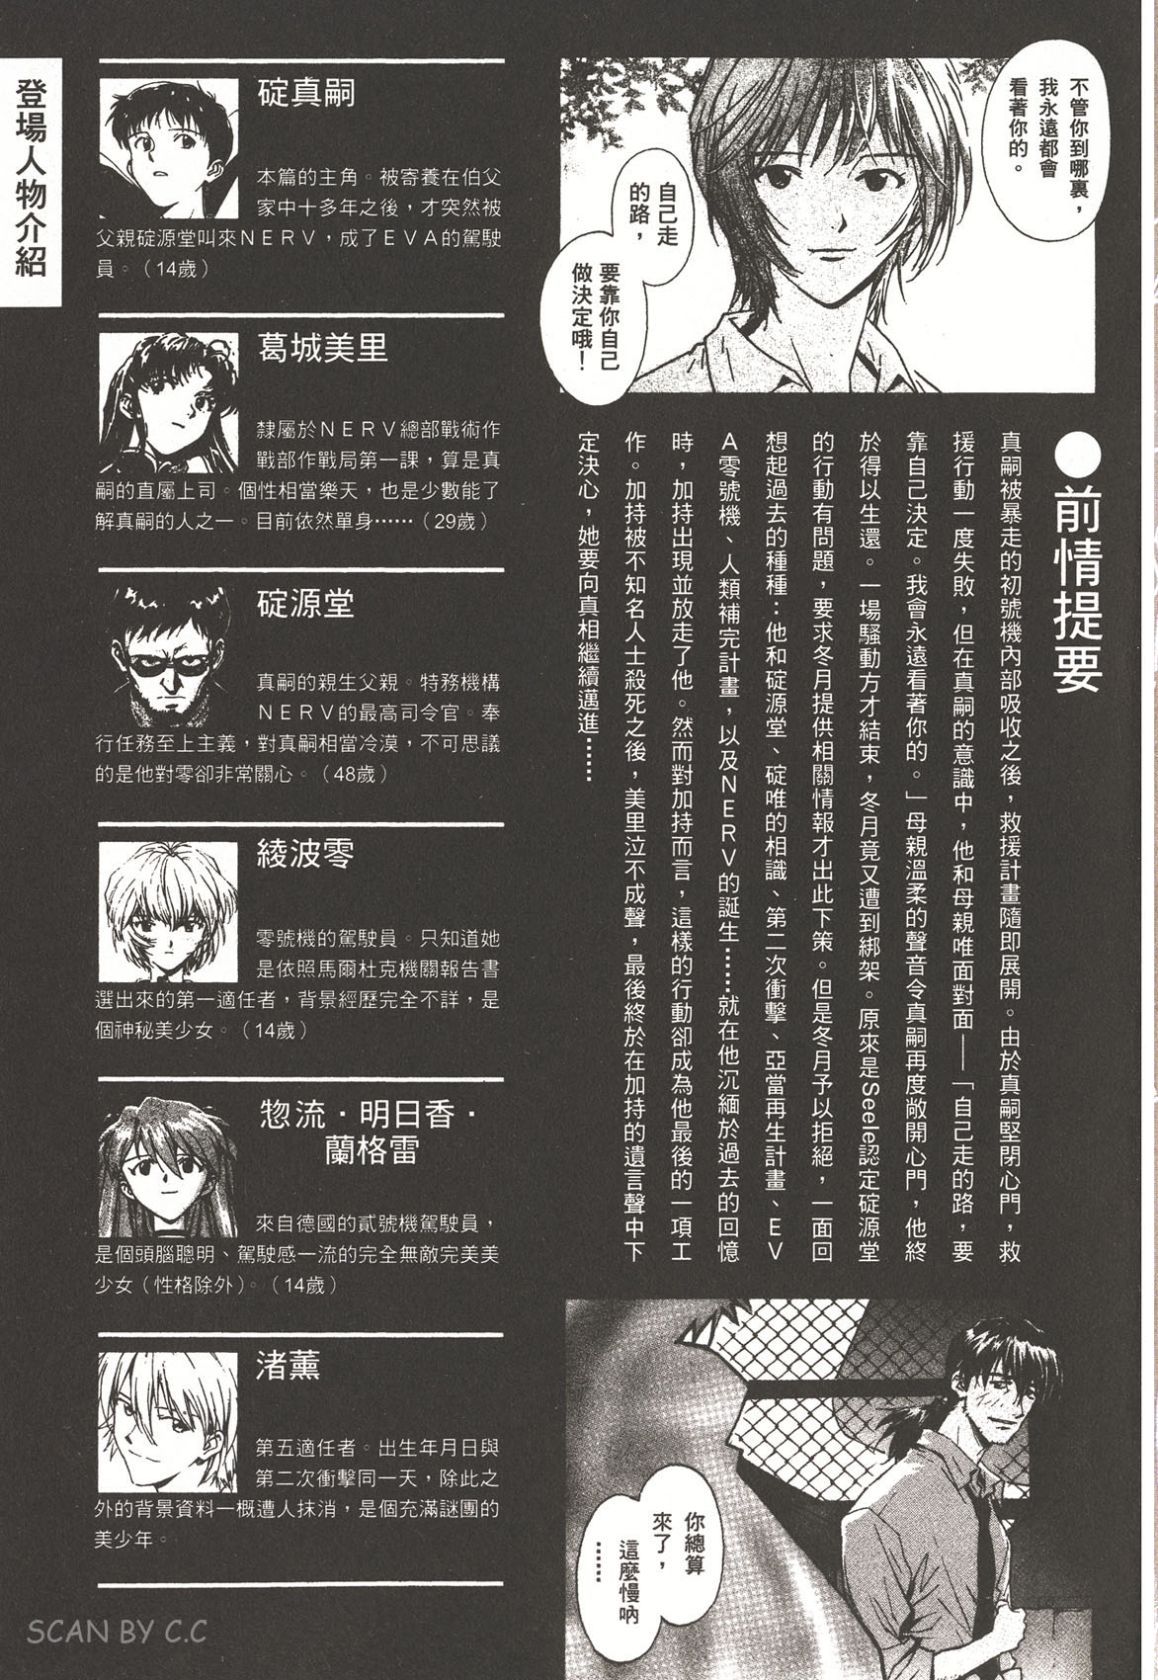 不管你到哪裏，
我永遠都會
看著你的。
自己走
的路，
要靠你自己
做決定哦！
●前情提要
真嗣被暴走的初號機內部吸收之後，救援計畫隨即展開。由於真嗣堅閉心門，救
援行動一度失敗，但在真嗣的意識中，他和母親唯面對面——「自己走的路，要
靠自己決定。我會永遠看著你的。」母親溫柔的聲音令真嗣再度敞開心門，他終
於得以生還。一場騷動方才結束，冬月竟又遭到綁架。原來是Seele認定碇源堂
的行動有問題，要求冬月提供相關情報才出此下策。但是冬月予以拒絕，一面回
想起過去的種種：他和碇源堂、碇唯的相識、第二次衝擊、亞當再生計畫、ＥＶ
Ａ零號機、人類補完計畫，以及ＮＥＲＶ的誕生……就在他沉緬於過去的回憶
時，加持出現並放走了他。然而對加持而言，這樣的行動卻成為他最後的一項工
作。加持被不知名人士殺死之後，美里泣不成聲，最後終於在加持的遺言聲中下
定決心，她要向真相繼續邁進……
你總算
來了，
這麼慢吶
……
登場人物介紹
碇真嗣
本篇的主角。被寄養在伯父
家中十多年之後，才突然被
父親碇源堂叫來ＮＥＲＶ，成了ＥＶＡ的駕駛
員。（14歲）
葛城美里
隸屬於ＮＥＲＶ總部戰術作
戰部作戰局第一課，算是真
嗣的直屬上司。個性相當樂天，也是少數能了
解真嗣的人之一。目前依然單身……（29歲）
碇源堂
真嗣的親生父親。特務機構
ＮＥＲＶ的最高司令官。奉
行任務至上主義，對真嗣相當冷漠，不可思議
的是他對零卻非常關心。（48歲）
綾波零
零號機的駕駛員。只知道她
是依照馬爾杜克機關報告書
選出來的第一適任者，背景經歷完全不詳，是
個神秘美少女。（14歲）
惣流・明日香・
蘭格雷
來自德國的貳號機駕駛員，
是個頭腦聰明、駕駛感一流的完全無敵完美美
少女（性格除外）。（14歲）
渚薰
第五適任者。出生年月日與
第二次衝擊同一天，除此之
外的背景資料一概遭人抹消，是個充滿謎團的
美少年。
SCAN BY C.C